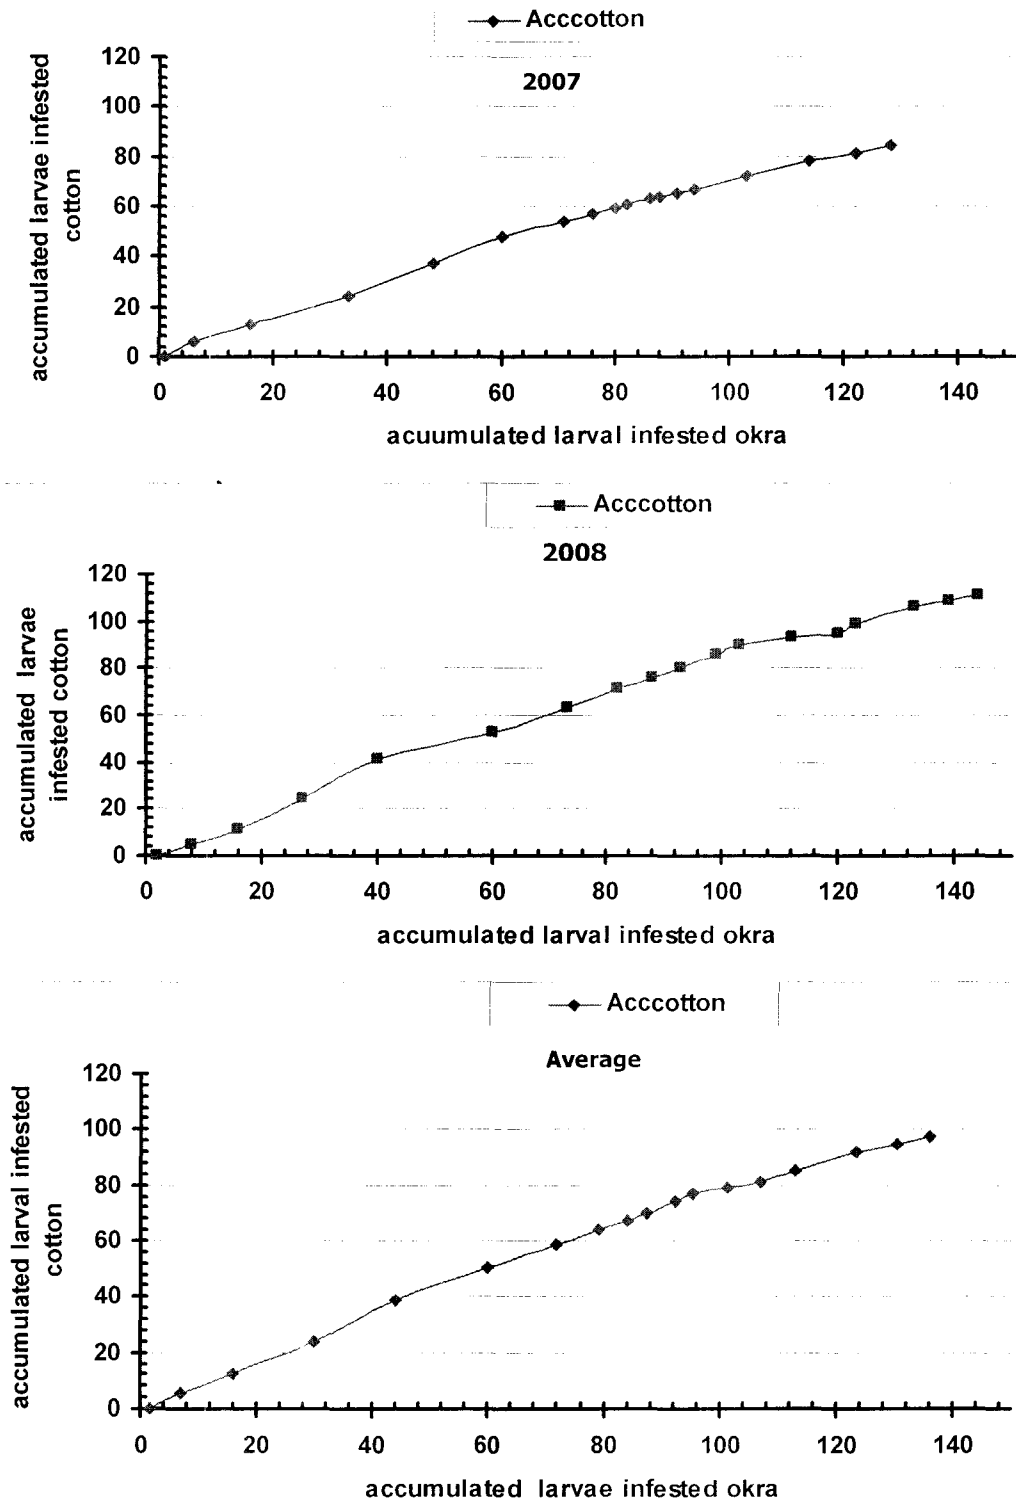 Acccotton
2007
accumulated larvae infested
cotton
120
100
80
60
40
20
0
0 20 40 60 80 100 120 140
acuumulated larval infested okra
Acccotton
2008
accumulated larvae
infested cotton
120
100
80
60
40
20
0
0 20 40 60 80 100 120 140
accumulated larval infested okra
Acccotton
Average
accumulated larval infested
cotton
120
100
80
60
40
20
0
0 20 40 60 80 100 120 140
accumulated larvae infested okra